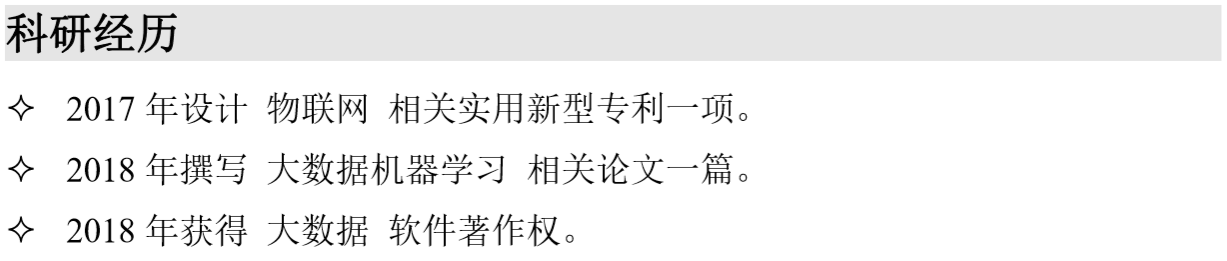 科研经历
✧ 2017 年设计 物联网 相关实用新型专利一项。
✧ 2018 年撰写 大数据机器学习 相关论文一篇。
✧ 2018 年获得 大数据 软件著作权。